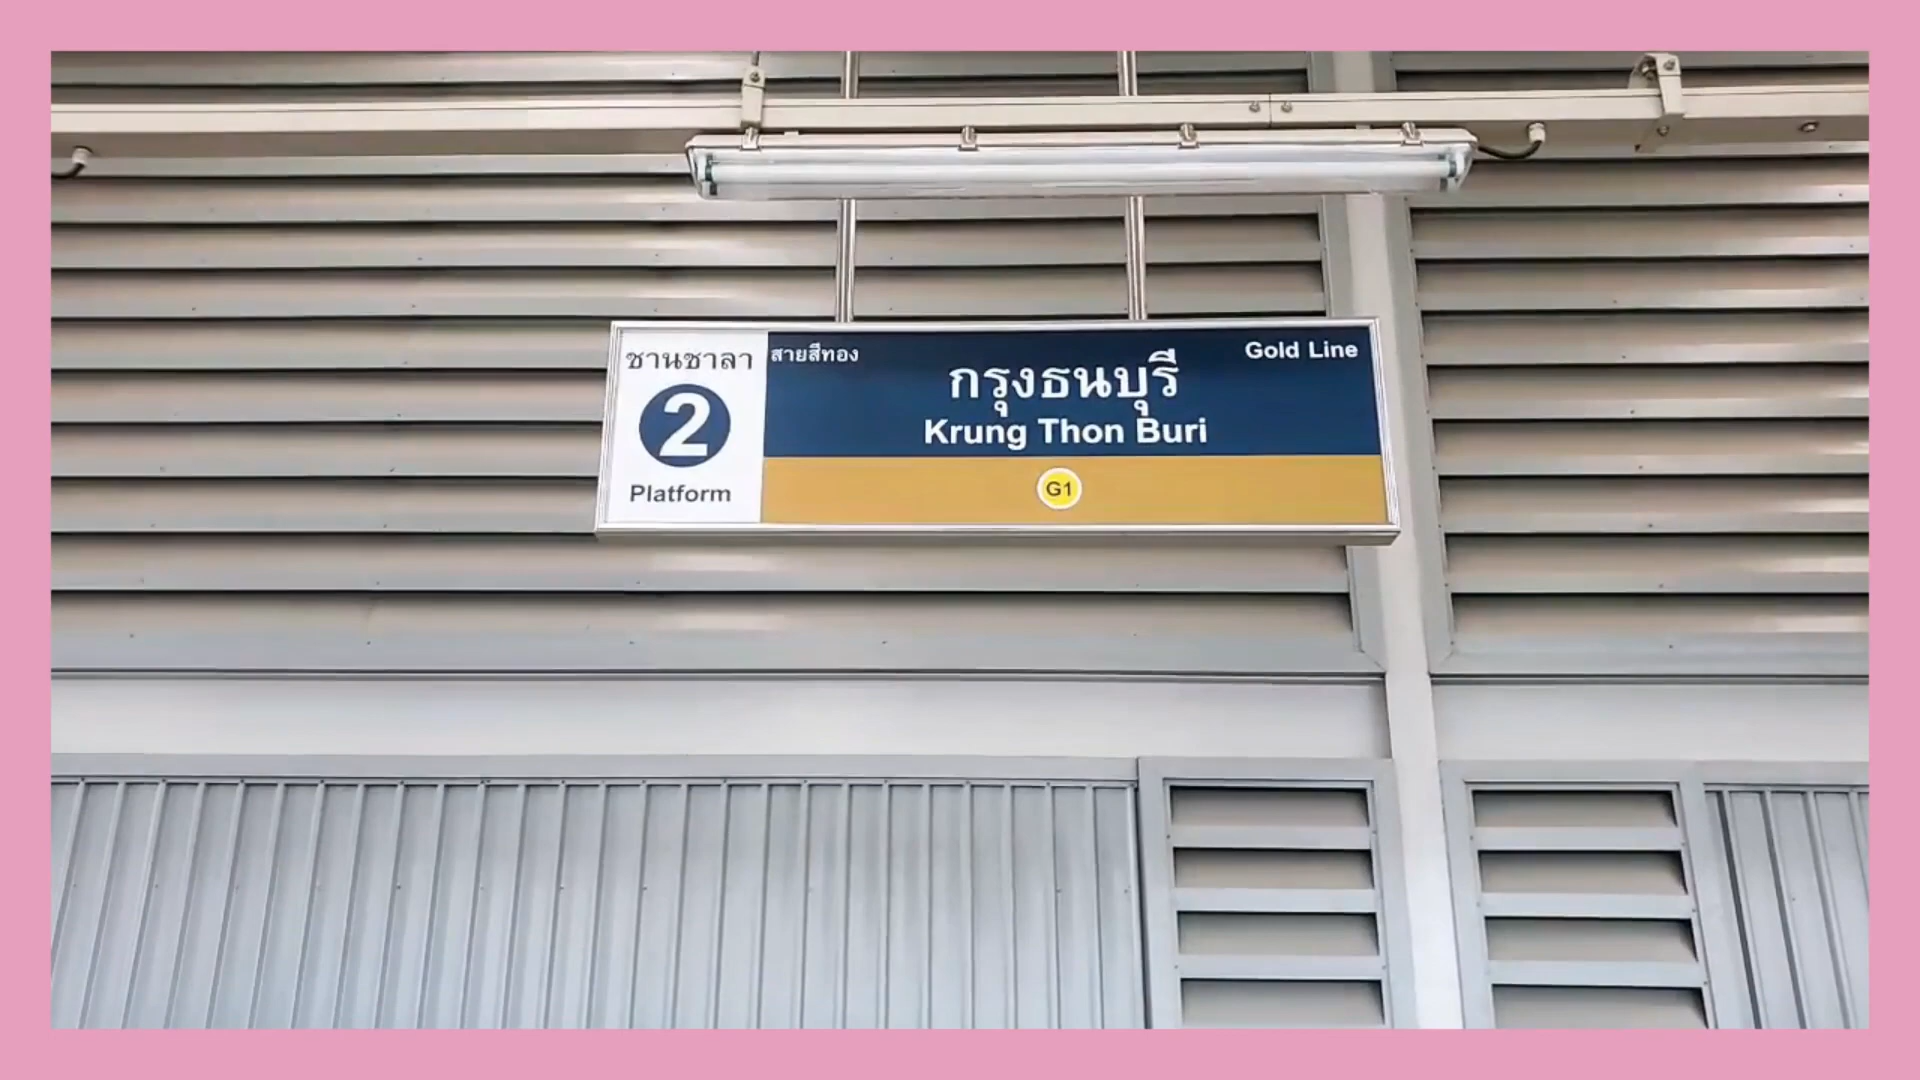 ชานชาลา
2
Platform
สายสีทอง
Gold Line
กรุงธนบุรี
Krung Thon Buri
G1